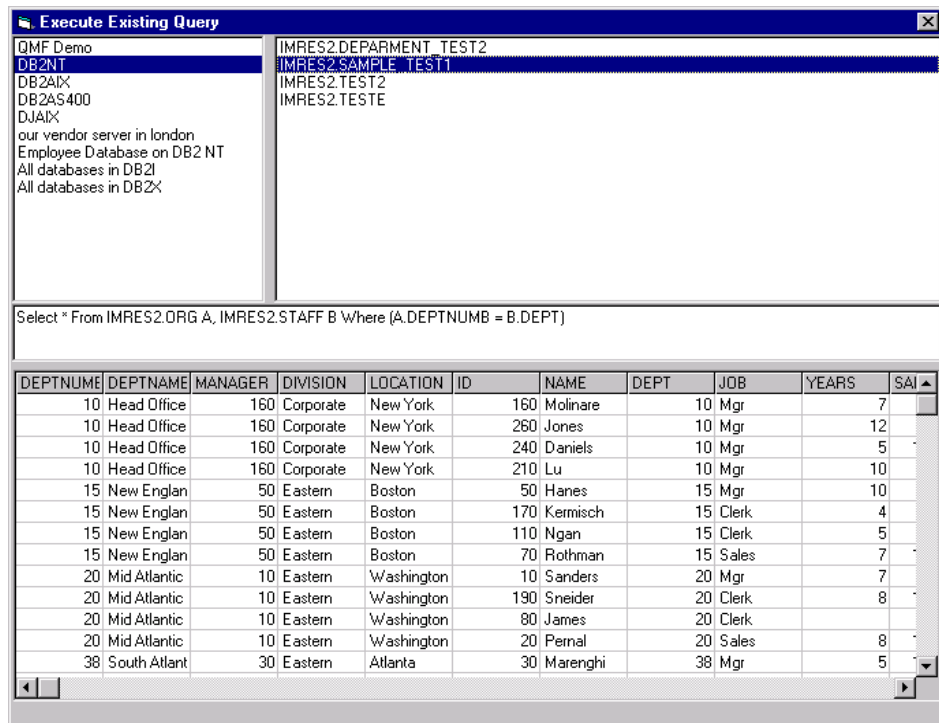 Execute Existing Query
QMF Demo
DB2NT
DB2AIX
DB2AS400
DJAIX
our vendor server in london
Employee Database on DB2 NT
All databases in DB2I
All databases in DB2X
IMRES2.DEPARMENT_TEST2
IMRES2.SAMPLE_TEST1
IMRES2.TEST2
IMRES2.TESTE
Select * From IMRES2.ORG A, IMRES2.STAFF B Where (A.DEPTNUMB = B.DEPT)
DEPTNUME DEPTNAME MANAGER DIVISION LOCATION ID NAME DEPT JOB YEARS SAI
10 Head Office 160 Corporate New York 160 Molinare 10 Mgr 7
10 Head Office 160 Corporate New York 260 Jones 10 Mgr 12
10 Head Office 160 Corporate New York 240 Daniels 10 Mgr 5
10 Head Office 160 Corporate New York 210 Lu 10 Mgr 10
15 New Englan 50 Eastern Boston 50 Hanes 15 Mgr 10
15 New Englan 50 Eastern Boston 170 Kermisch 15 Clerk 4
15 New Englan 50 Eastern Boston 110 Ngan 15 Clerk 5
15 New Englan 50 Eastern Boston 70 Rothman 15 Sales 7
20 Mid Atlantic 10 Eastern Washington 10 Sanders 20 Mgr 7
20 Mid Atlantic 10 Eastern Washington 190 Sneider 20 Clerk 8
20 Mid Atlantic 10 Eastern Washington 80 James 20 Clerk
20 Mid Atlantic 10 Eastern Washington 20 Pernal 20 Sales 8
38 South Atlant 30 Eastern Atlanta 30 Marenghi 38 Mgr 5